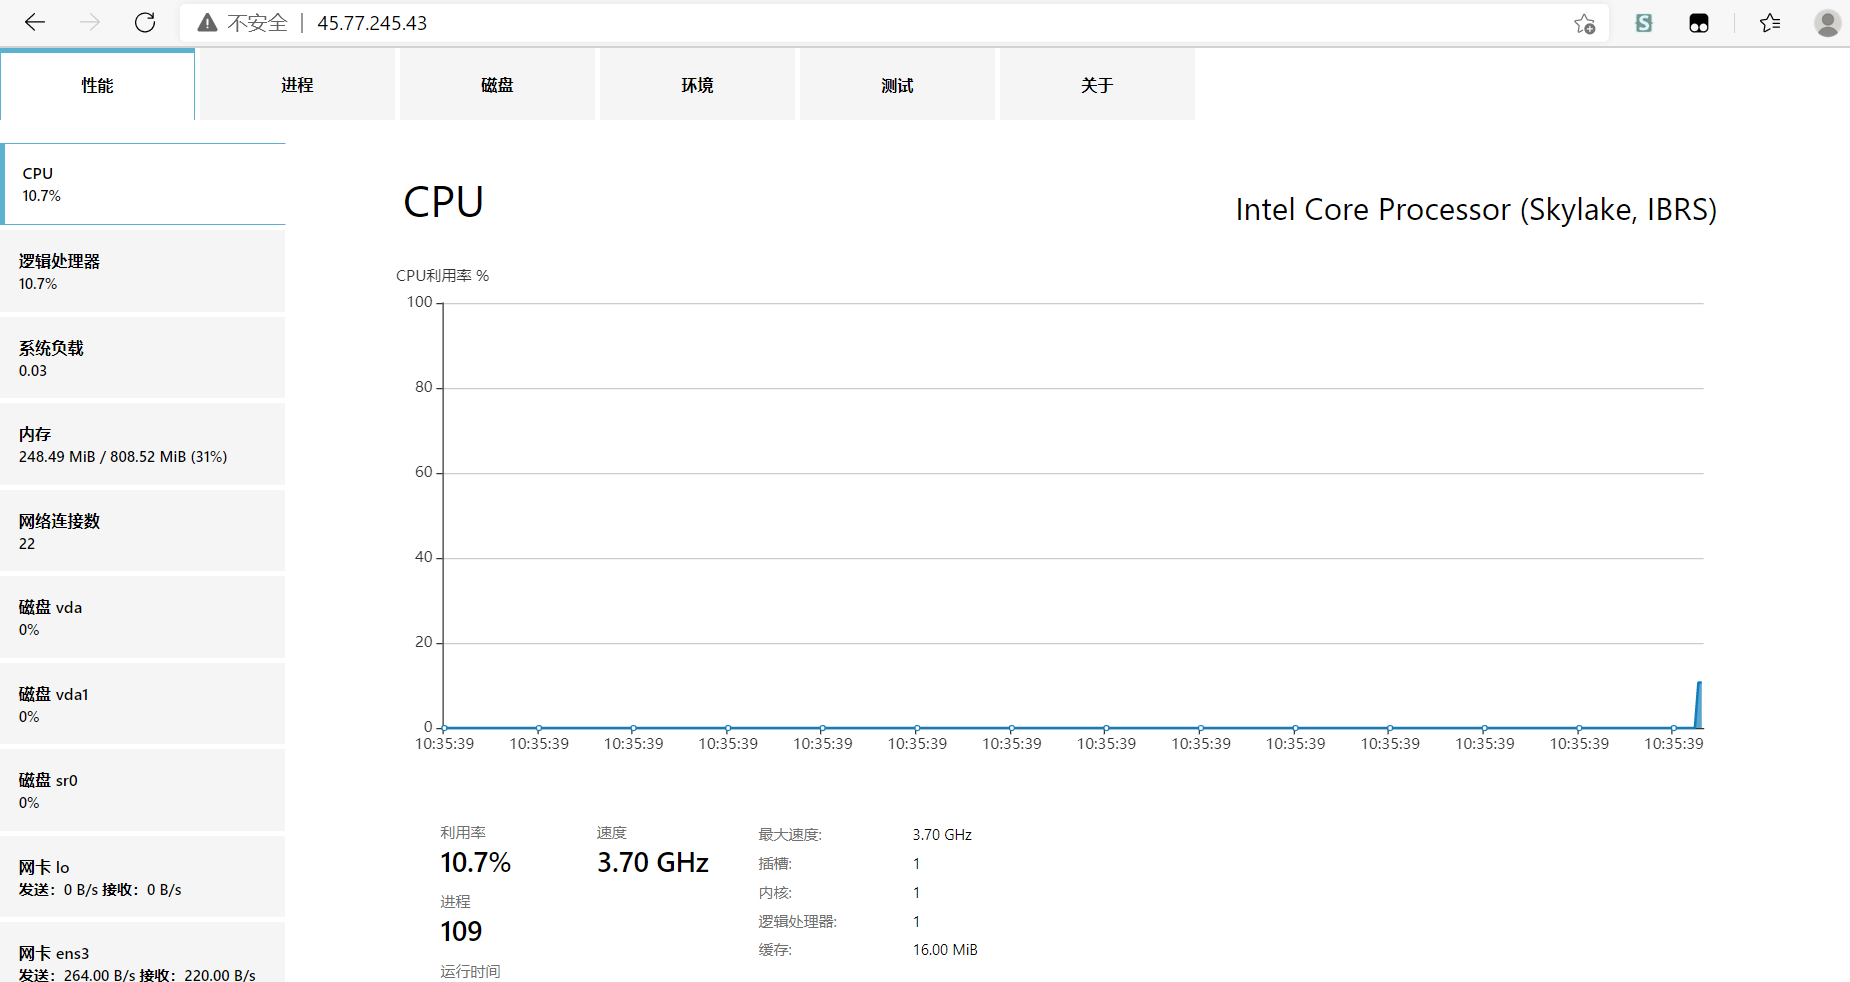 不安全 | 45.77.245.43
性能
进程
磁盘
环境
测试
关于
CPU
10.7%
逻辑处理器
10.7%
系统负载
0.03
内存
248.49 MiB / 808.52 MiB (31%)
网络连接数
22
磁盘 vda
0%
磁盘 vda1
0%
磁盘 sr0
0%
网卡 lo
发送：0 B/s 接收：0 B/s
网卡 ens3
发送：264.00 B/s 接收：220.00 B/s
CPU
Intel Core Processor (Skylake, IBRS)
CPU利用率 %
100
80
60
40
20
0
10:35:39 10:35:39 10:35:39 10:35:39 10:35:39 10:35:39 10:35:39 10:35:39 10:35:39 10:35:39 10:35:39 10:35:39 10:35:39 10:35:39
利用率
10.7%
速度
3.70 GHz
进程
109
运行时间
最大速度: 3.70 GHz
插槽: 1
内核: 1
逻辑处理器: 1
缓存: 16.00 MiB